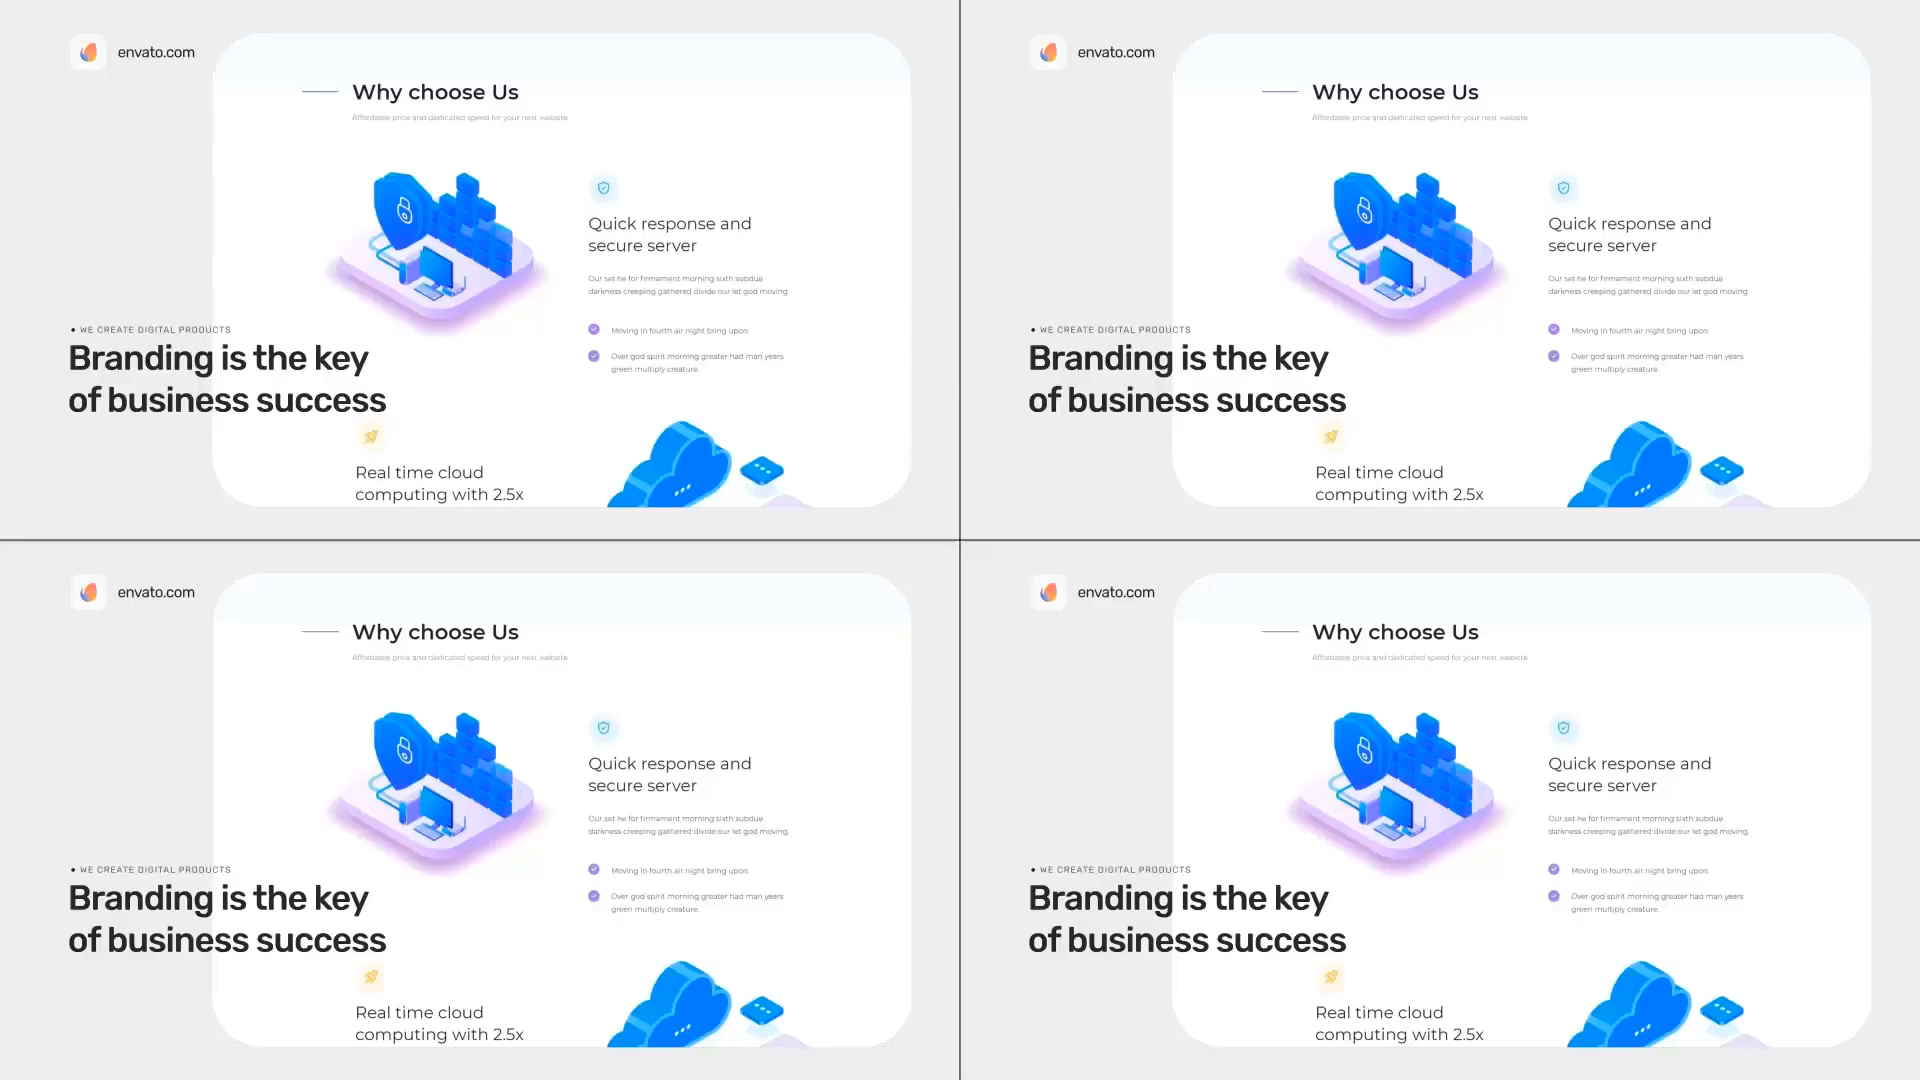 envato.com
Why choose Us
Affordable price and dedicated speed for your next website
Quick response and
secure server
Our set he for firmament morning sixth subdue
darkness creeping gathered divide our let god moving
WE CREATE DIGITAL PRODUCTS
Branding is the key
of business success
Moving in fourth air night bring upon.
Over god spirit morning greater had man years
green multiply creature.
Real time cloud
computing with 2.5x
envato.com
Why choose Us
Affordable price and dedicated speed for your next website
Quick response and
secure server
Our set he for firmament morning sixth subdue
darkness creeping gathered divide our let god moving
WE CREATE DIGITAL PRODUCTS
Branding is the key
of business success
Moving in fourth air night bring upon.
Over god spirit morning greater had man years
green multiply creature.
Real time cloud
computing with 2.5x
envato.com
Why choose Us
Affordable price and dedicated speed for your next website
Quick response and
secure server
Our set he for firmament morning sixth subdue
darkness creeping gathered divide our let god moving.
WE CREATE DIGITAL PRODUCTS
Branding is the key
of business success
Moving in fourth air night bring upon.
Over god spirit morning greater had man years
green multiply creature.
Real time cloud
computing with 2.5x
envato.com
Why choose Us
Affordable price and dedicated speed for your next website
Quick response and
secure server
Our set he for firmament morning sixth subdue
darkness creeping gathered divide our let god moving.
WE CREATE DIGITAL PRODUCTS
Branding is the key
of business success
Moving in fourth air night bring upon.
Over god spirit morning greater had man years
green multiply creature.
Real time cloud
computing with 2.5x